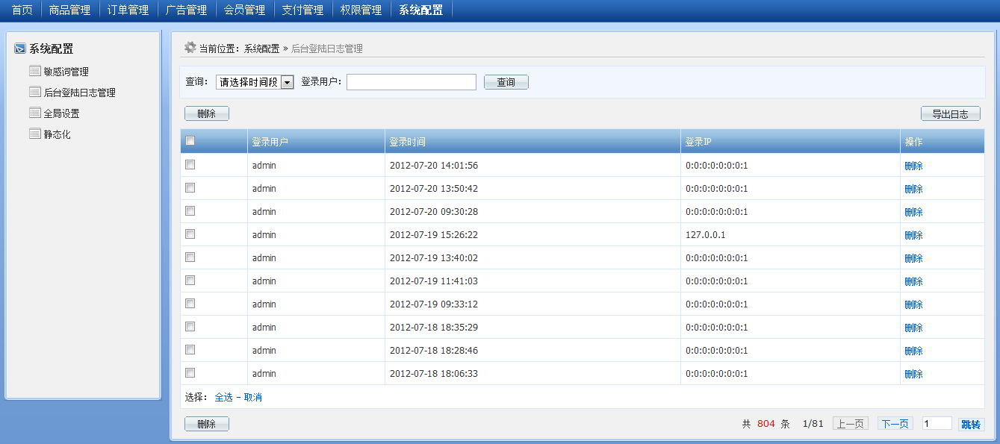 首页 商品管理 订单管理 广告管理 会员管理 支付管理 权限管理 系统配置
系统配置
敏感词管理
后台登陆日志管理
全局设置
静态化
当前位置：系统配置 » 后台登陆日志管理
查询： 请选择时间段 登录用户： 查询
删除 导出日志
登录用户 登录时间 登录IP 操作
admin 2012-07-20 14:01:56 0:0:0:0:0:0:0:1 删除
admin 2012-07-20 13:50:42 0:0:0:0:0:0:0:1 删除
admin 2012-07-20 09:30:28 0:0:0:0:0:0:0:1 删除
admin 2012-07-19 15:26:22 127.0.0.1 删除
admin 2012-07-19 13:40:02 0:0:0:0:0:0:0:1 删除
admin 2012-07-19 11:41:03 0:0:0:0:0:0:0:1 删除
admin 2012-07-19 09:33:12 0:0:0:0:0:0:0:1 删除
admin 2012-07-18 18:35:29 0:0:0:0:0:0:0:1 删除
admin 2012-07-18 18:28:46 0:0:0:0:0:0:0:1 删除
admin 2012-07-18 18:06:33 0:0:0:0:0:0:0:1 删除
选择： 全选 - 取消
删除 共 804 条 1/81 上一页 下一页 1 跳转